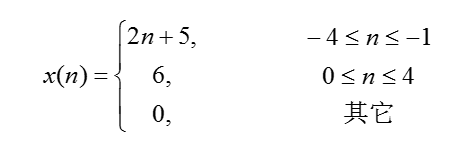 2n+5, -4≤n≤-1
x(n)= 6, 0≤n≤4
0, 其它